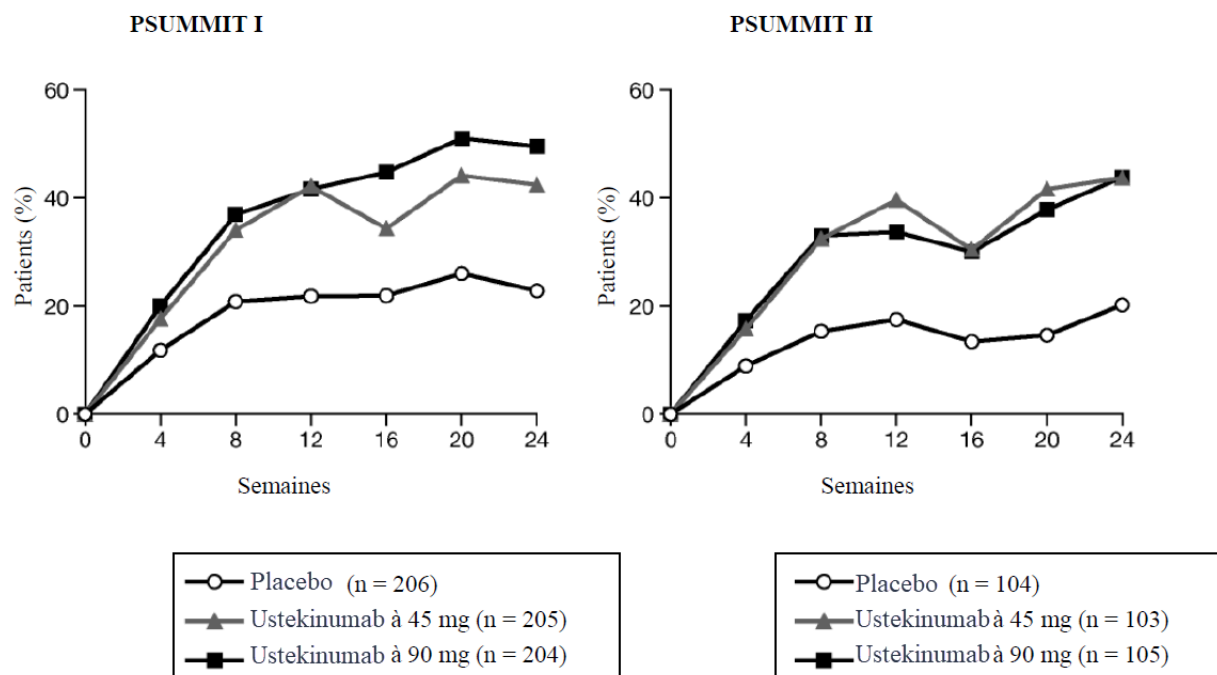 PSUMMIT I
60
40
20
0
Patients (%)
0 4 8 12 16 20 24
Semaines
Placebo (n = 206)
Ustekinumab à 45 mg (n = 205)
Ustekinumab à 90 mg (n = 204)
PSUMMIT II
60
40
20
0
Patients (%)
0 4 8 12 16 20 24
Semaines
Placebo (n = 104)
Ustekinumab à 45 mg (n = 103)
Ustekinumab à 90 mg (n = 105)